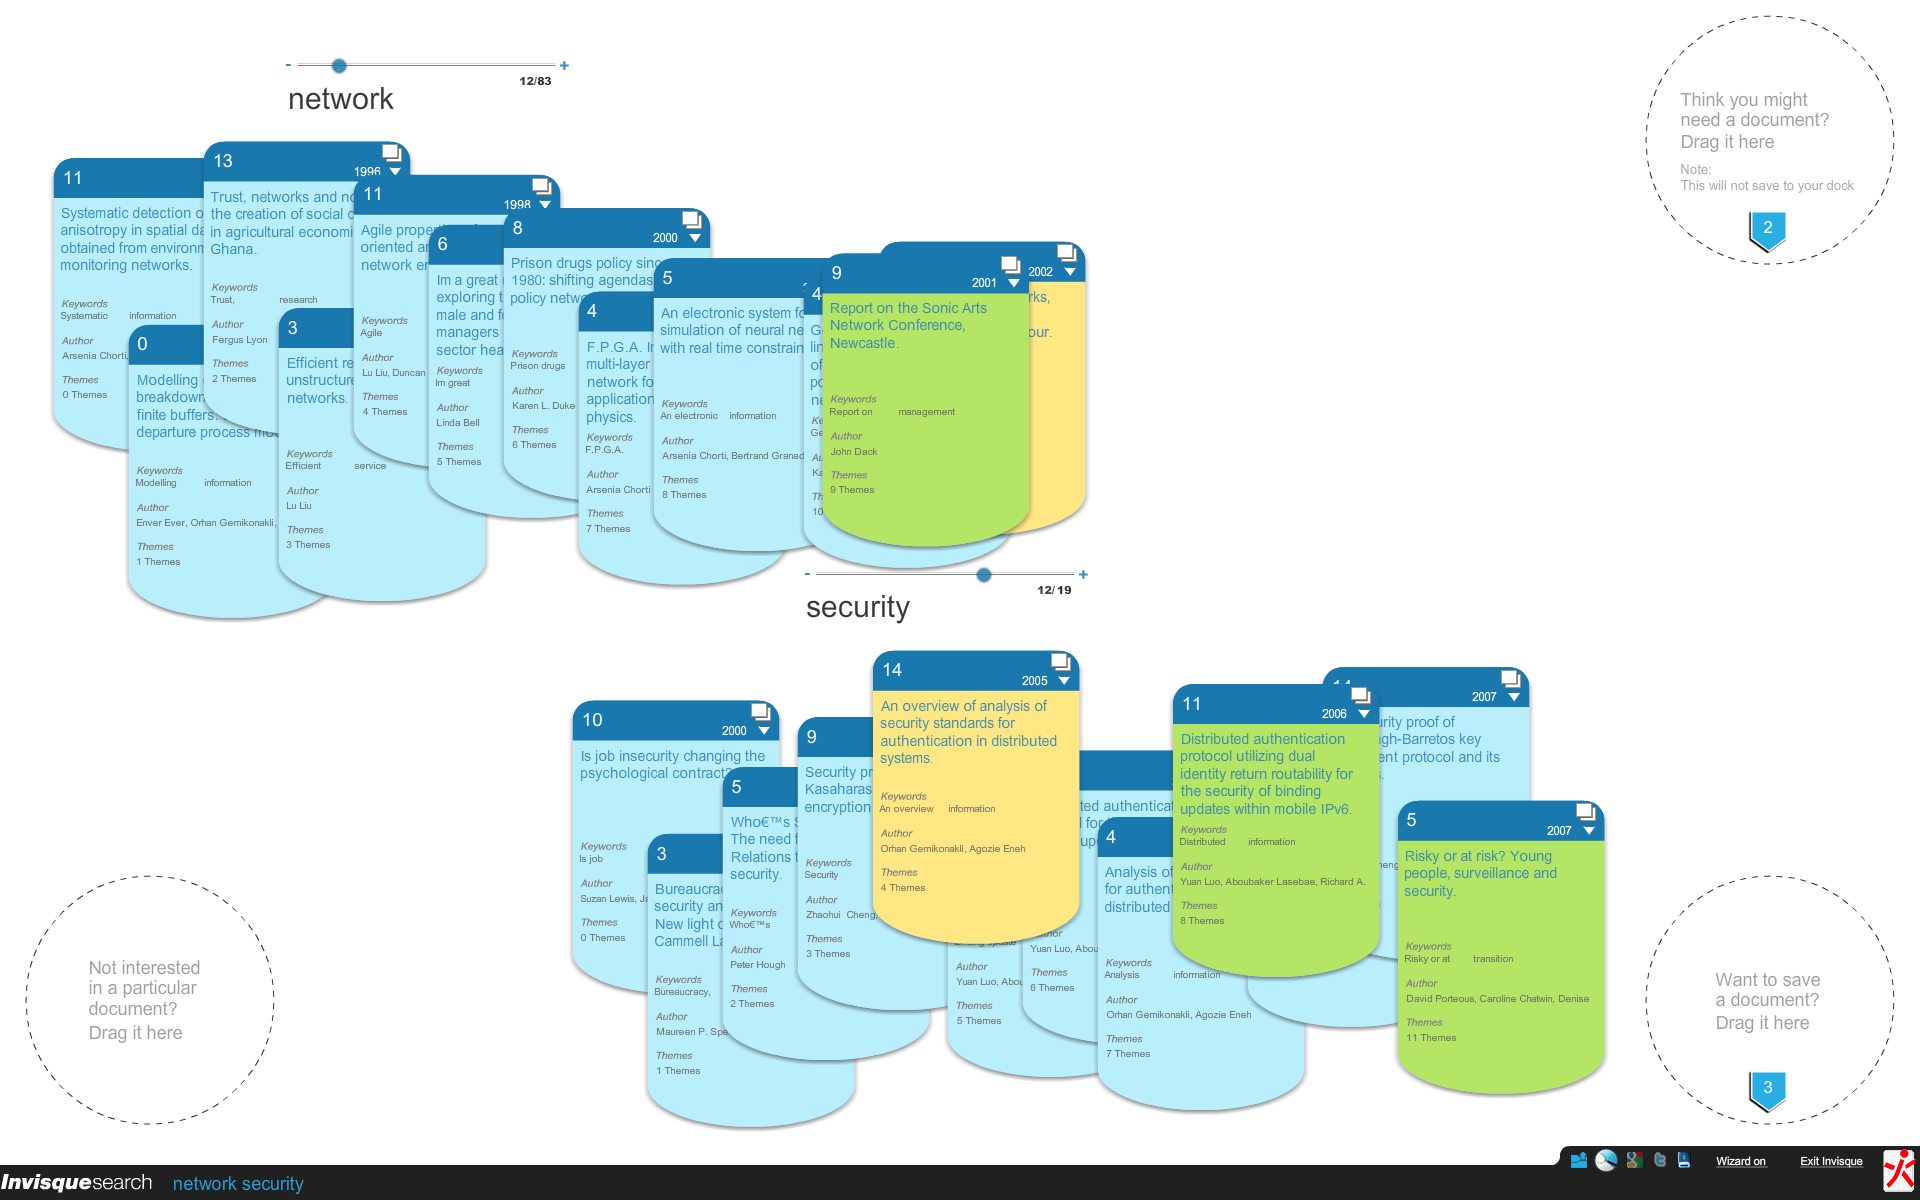 12/83
network
Think you might
need a document?
Drag it here
Note:
This will not save to your dock
2
11
Systematic detection o
anisotropy in spatial da
obtained from environm
monitoring networks.
Keywords
Systematic information
Author
Arsenia Chorti,
Themes
0 Themes
13
1996
Trust, networks and no
the creation of social c
in agricultural economi
Ghana.
Keywords
Trust, research
Author
Fergus Lyon
Themes
2 Themes
0
Modelling
breakdown
finite buffers.
departure process mo
Keywords
Modelling information
Author
Enver Ever, Orhan Gemikonakli,
Themes
1 Themes
3
Efficient re
unstructure
networks.
Keywords
Efficient service
Author
Lu Liu
Themes
3 Themes
11
1998
Agile prope
oriented ar
network en
Keywords
Agile
Author
Lu Liu, Duncan
Themes
4 Themes
6
Im a great
exploring t
male and fe
managers
sector hea
Keywords
Im great
Author
Linda Bell
Themes
5 Themes
8
2000
Prison drugs policy sinc
1980: shifting agendas
policy netwo
Keywords
Prison drugs
Author
Karen L. Duke
Themes
6 Themes
4
F.P.G.A. In
multi-layer
network fo
application
physics.
Keywords
F.P.G.A.
Author
Arsenia Chorti
Themes
7 Themes
5
An electronic system fo
simulation of neural ne
with real time constrain
Keywords
An electronic information
Author
Arsenia Chorti, Bertrand Granad
Themes
8 Themes
4
G
lin
of
po
ne
Ke
Ge
Au
Ka
Th
10
9
2001
Report on the Sonic Arts
Network Conference,
Newcastle.
Keywords
Report on management
Author
John Dack
Themes
9 Themes
2002
rks,
our.
12/19
security
10
2000
Is job insecurity changing the
psychological contract?
Keywords
Is job
Author
Suzan Lewis, Ja
Themes
0 Themes
3
Bureaucra
security an
New light o
Cammell La
Keywords
Bureaucracy,
Author
Maureen P. Spe
Themes
1 Themes
5
Who€™s S
The need f
Relations t
security.
Keywords
Who€™s
Author
Peter Hough
Themes
2 Themes
9
Security pr
Kasaharas
encryption
Keywords
Security
Author
Zhaohui Cheng,
Themes
3 Themes
14
2005
An overview of analysis of
security standards for
authentication in distributed
systems.
Keywords
An overview information
Author
Orhan Gemikonakli, Agozie Eneh
Themes
4 Themes
Author
Yuan Luo, Abou
Themes
5 Themes
ted authenticat
d for
up
Author
Yuan Luo, Abou
Themes
6 Themes
4
Analysis of
for authent
distributed
Keywords
Analysis information
Author
Orhan Gemikonakli, Agozie Eneh
Themes
7 Themes
11
2006
Distributed authentication
protocol utilizing dual
identity return routability for
the security of binding
updates within mobile IPv6.
Keywords
Distributed information
Author
Yuan Luo, Aboubaker Lasebae, Richard A.
Themes
8 Themes
14
2007
urity proof of
gh-Barretos key
ent protocol and its
s.
heng
5
2007
Risky or at risk? Young
people, surveillance and
security.
Keywords
Risky or at transition
Author
David Porteous, Caroline Chatwin, Denise
Themes
11 Themes
Not interested
in a particular
document?
Drag it here
Want to save
a document?
Drag it here
3
Invisquesearch network security
Wizard on Exit Invisque